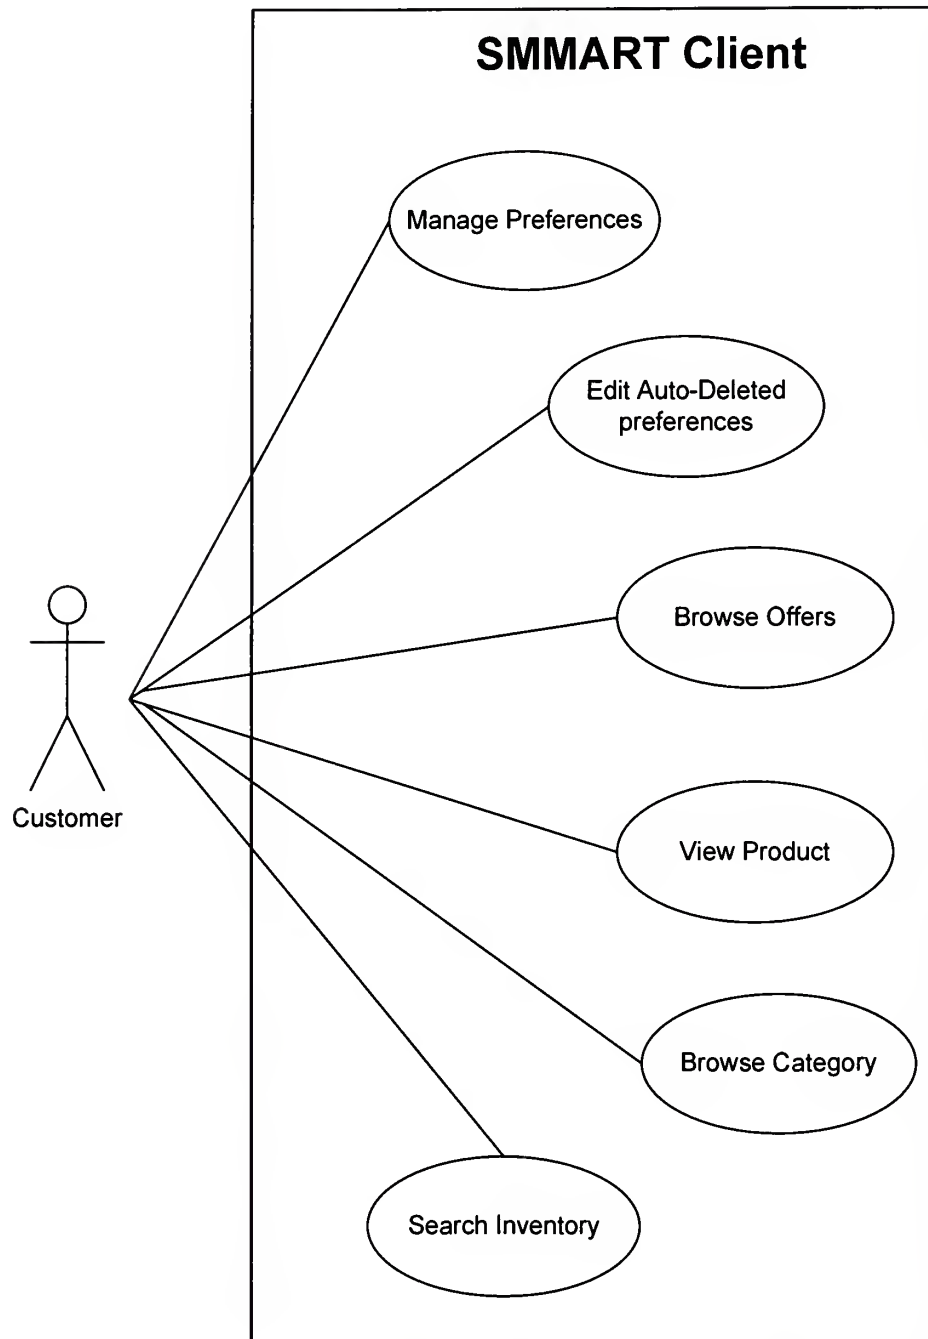 SMMART Client
Manage Preferences
Edit Auto-Deleted
preferences
Browse Offers
View Product
Customer
Browse Category
Search Inventory